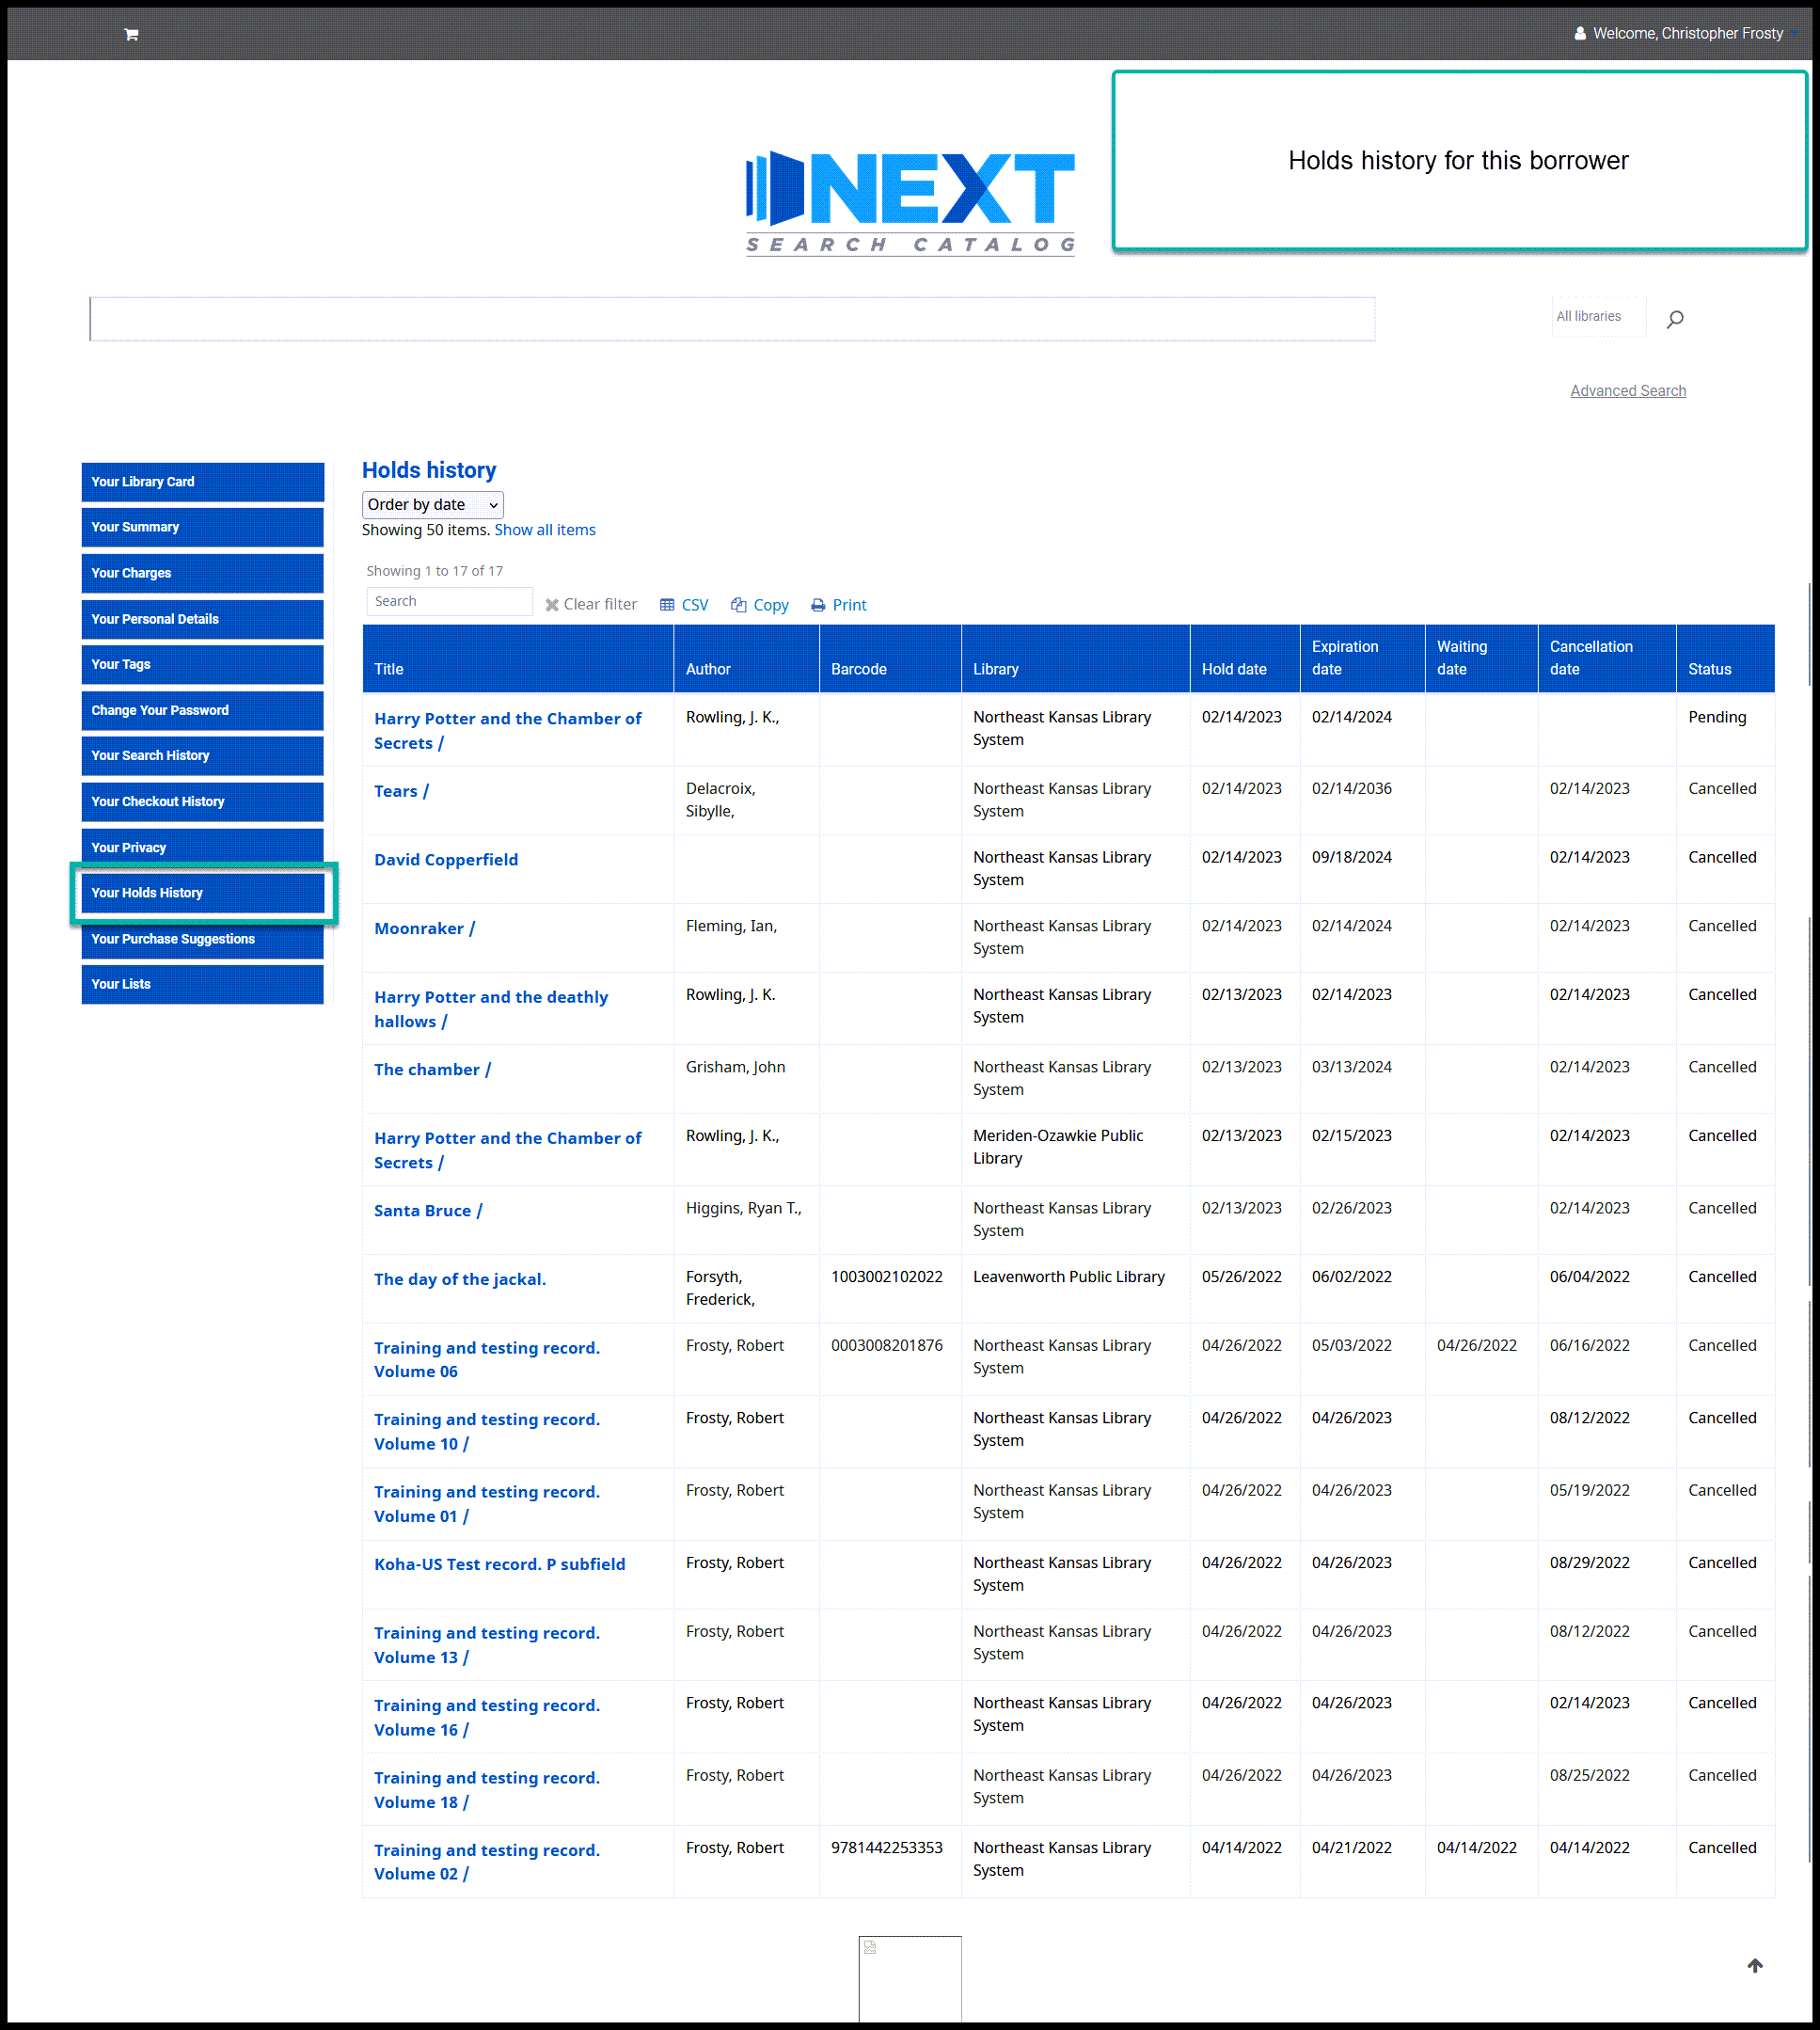 Welcome, Christopher Frosty
Holds history for this borrower
NEXT
SEARCH CATALOG
All libraries
Advanced Search
Your Library Card
Your Summary
Your Charges
Your Personal Details
Your Tags
Change Your Password
Your Search History
Your Checkout History
Your Privacy
Your Holds History
Your Purchase Suggestions
Your Lists
Holds history
Order by date
Showing 50 items. Show all items
Showing 1 to 17 of 17
Search Clear filter CSV Copy Print
Title Author Barcode Library Hold date Expiration date Waiting date Cancellation date Status
Harry Potter and the Chamber of Secrets / Rowling, J. K., Northeast Kansas Library System 02/14/2023 02/14/2024 Pending
Tears / Delacroix, Sibylle, Northeast Kansas Library System 02/14/2023 02/14/2036 02/14/2023 Cancelled
David Copperfield Northeast Kansas Library System 02/14/2023 09/18/2024 02/14/2023 Cancelled
Moonraker / Fleming, Ian, Northeast Kansas Library System 02/14/2023 02/14/2024 02/14/2023 Cancelled
Harry Potter and the deathly hallows / Rowling, J. K. Northeast Kansas Library System 02/13/2023 02/14/2023 02/14/2023 Cancelled
The chamber / Grisham, John Northeast Kansas Library System 02/13/2023 03/13/2024 02/14/2023 Cancelled
Harry Potter and the Chamber of Secrets / Rowling, J. K., Meriden-Ozawkie Public Library 02/13/2023 02/15/2023 02/14/2023 Cancelled
Santa Bruce / Higgins, Ryan T., Northeast Kansas Library System 02/13/2023 02/26/2023 02/14/2023 Cancelled
The day of the jackal. Forsyth, Frederick, 1003002102022 Leavenworth Public Library 05/26/2022 06/02/2022 06/04/2022 Cancelled
Training and testing record. Volume 06 Frosty, Robert 0003008201876 Northeast Kansas Library System 04/26/2022 05/03/2022 04/26/2022 06/16/2022 Cancelled
Training and testing record. Volume 10 / Frosty, Robert Northeast Kansas Library System 04/26/2022 04/26/2023 08/12/2022 Cancelled
Training and testing record. Volume 01 / Frosty, Robert Northeast Kansas Library System 04/26/2022 04/26/2023 05/19/2022 Cancelled
Koha-US Test record. P subfield Frosty, Robert Northeast Kansas Library System 04/26/2022 04/26/2023 08/29/2022 Cancelled
Training and testing record. Volume 13 / Frosty, Robert Northeast Kansas Library System 04/26/2022 04/26/2023 08/12/2022 Cancelled
Training and testing record. Volume 16 / Frosty, Robert Northeast Kansas Library System 04/26/2022 04/26/2023 02/14/2023 Cancelled
Training and testing record. Volume 18 / Frosty, Robert Northeast Kansas Library System 04/26/2022 04/26/2023 08/25/2022 Cancelled
Training and testing record. Volume 02 / Frosty, Robert 9781442253353 Northeast Kansas Library System 04/14/2022 04/21/2022 04/14/2022 04/14/2022 Cancelled